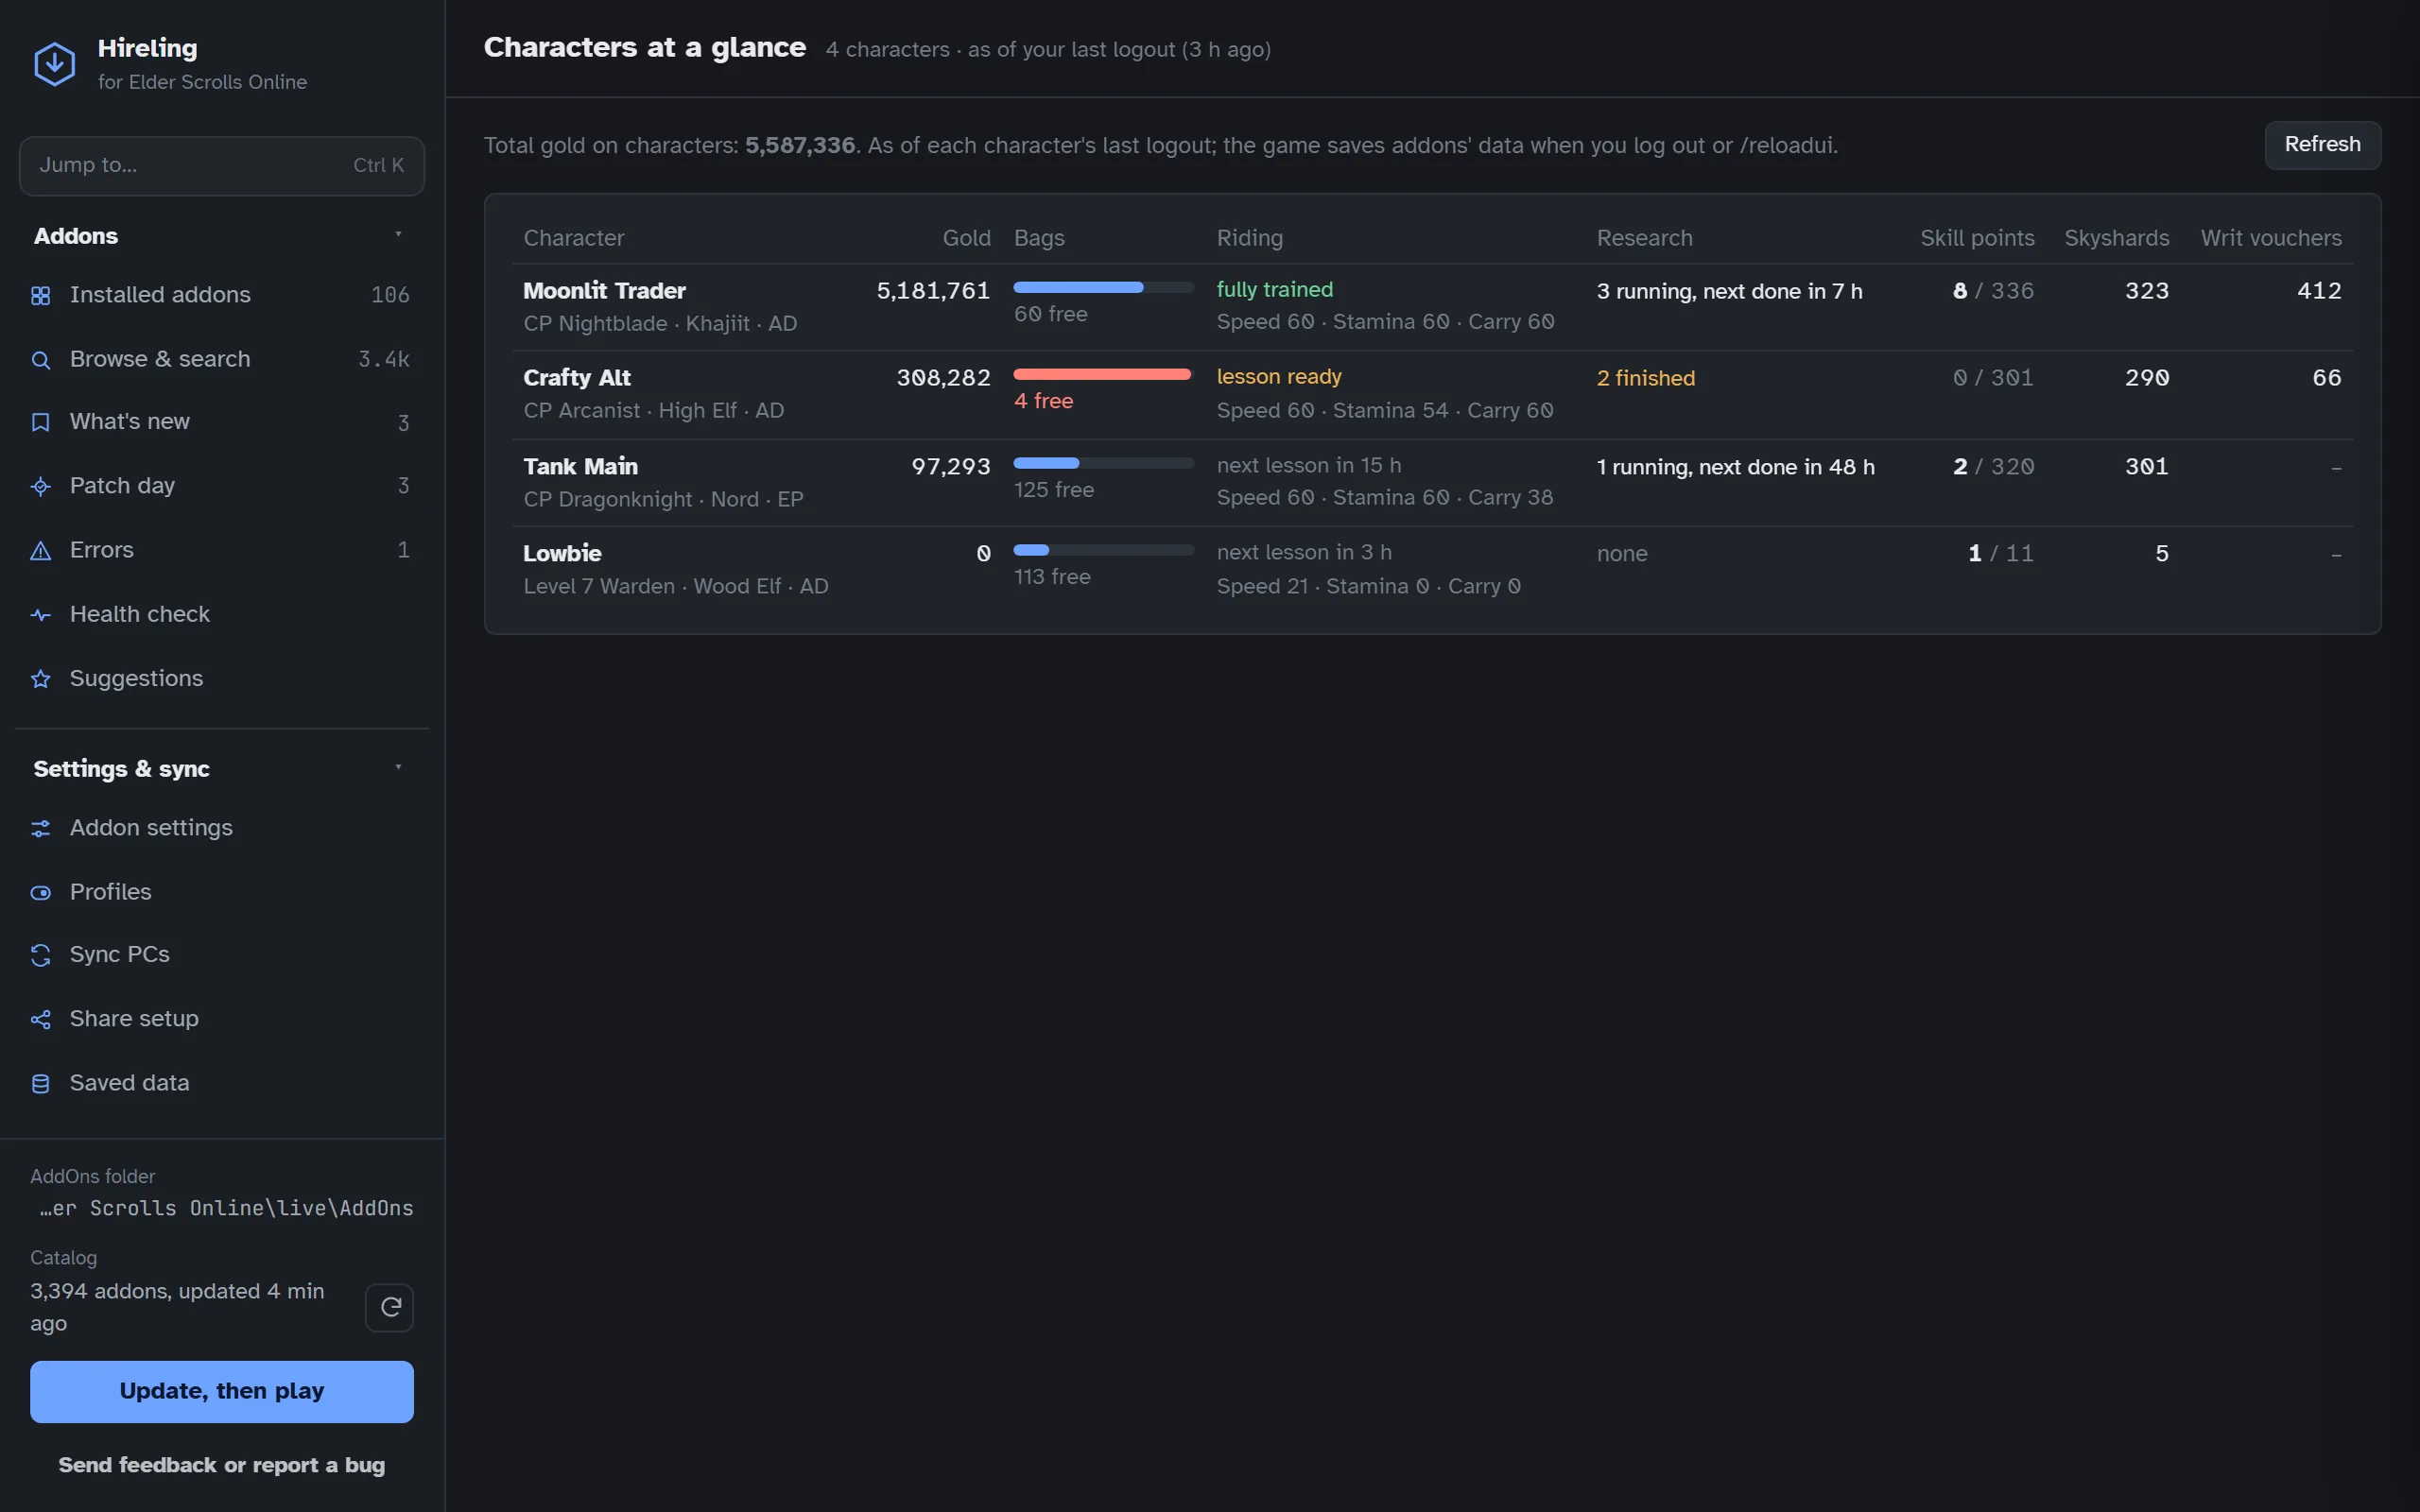 Hireling
for Elder Scrolls Online
Jump to...
Ctrl K
Addons
Installed addons 106
Browse & search 3.4k
What's new 3
Patch day 3
Errors 1
Health check
Suggestions
Settings & sync
Addon settings
Profiles
Sync PCs
Share setup
Saved data
AddOns folder
…er Scrolls Online\live\AddOns
Catalog
3,394 addons, updated 4 min
ago
Update, then play
Send feedback or report a bug
Characters at a glance 4 characters · as of your last logout (3 h ago)
Total gold on characters: 5,587,336. As of each character's last logout; the game saves addons' data when you log out or /reloadui.
Refresh
Character Gold Bags Riding Research Skill points Skyshards Writ vouchers
Moonlit Trader 5,181,761 fully trained 3 running, next done in 7 h 8 / 336 323 412
CP Nightblade · Khajiit · AD 60 free Speed 60 · Stamina 60 · Carry 60
Crafty Alt 308,282 lesson ready 2 finished 0 / 301 290 66
CP Arcanist · High Elf · AD 4 free Speed 60 · Stamina 54 · Carry 60
Tank Main 97,293 next lesson in 15 h 1 running, next done in 48 h 2 / 320 301 –
CP Dragonknight · Nord · EP 125 free Speed 60 · Stamina 60 · Carry 38
Lowbie 0 next lesson in 3 h none 1 / 11 5 –
Level 7 Warden · Wood Elf · AD 113 free Speed 21 · Stamina 0 · Carry 0